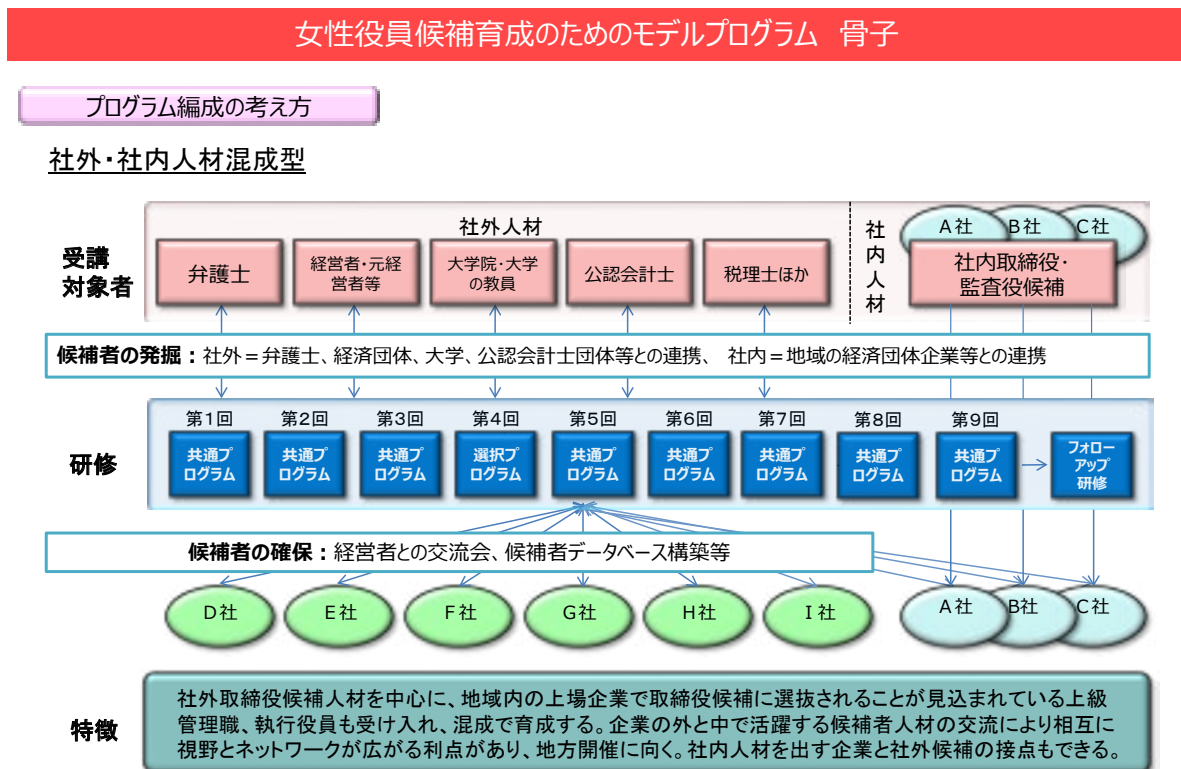 女性役員候補育成のためのモデルプログラム 骨子
プログラム編成の考え方
社外・社内人材混成型
受講
対象者
社外人材
弁護士
経営者・元経
営者等
大学院・大学
の教員
公認会計士
税理士ほか
社
内
人
材
A社
B社
C社
社内取締役・
監査役候補
候補者の発掘：社外＝弁護士、経済団体、大学、公認会計士団体等との連携、 社内＝地域の経済団体企業等との連携
研修
第1回
第2回
第3回
第4回
第5回
第6回
第7回
第8回
第9回
共通プ
ログラム
共通プ
ログラム
共通プ
ログラム
選択プ
ログラム
共通プ
ログラム
共通プ
ログラム
共通プ
ログラム
共通プ
ログラム
共通プ
ログラム
フォロー
アップ
研修
候補者の確保：経営者との交流会、候補者データベース構築等
D社
E社
F社
G社
H社
I社
A社
B社
C社
特徴
社外取締役候補人材を中心に、地域内の上場企業で取締役候補に選抜されることが見込まれている上級
管理職、執行役員も受け入れ、混成で育成する。企業の外と中で活躍する候補者人材の交流により相互に
視野とネットワークが広がる利点があり、地方開催に向く。社内人材を出す企業と社外候補の接点もできる。